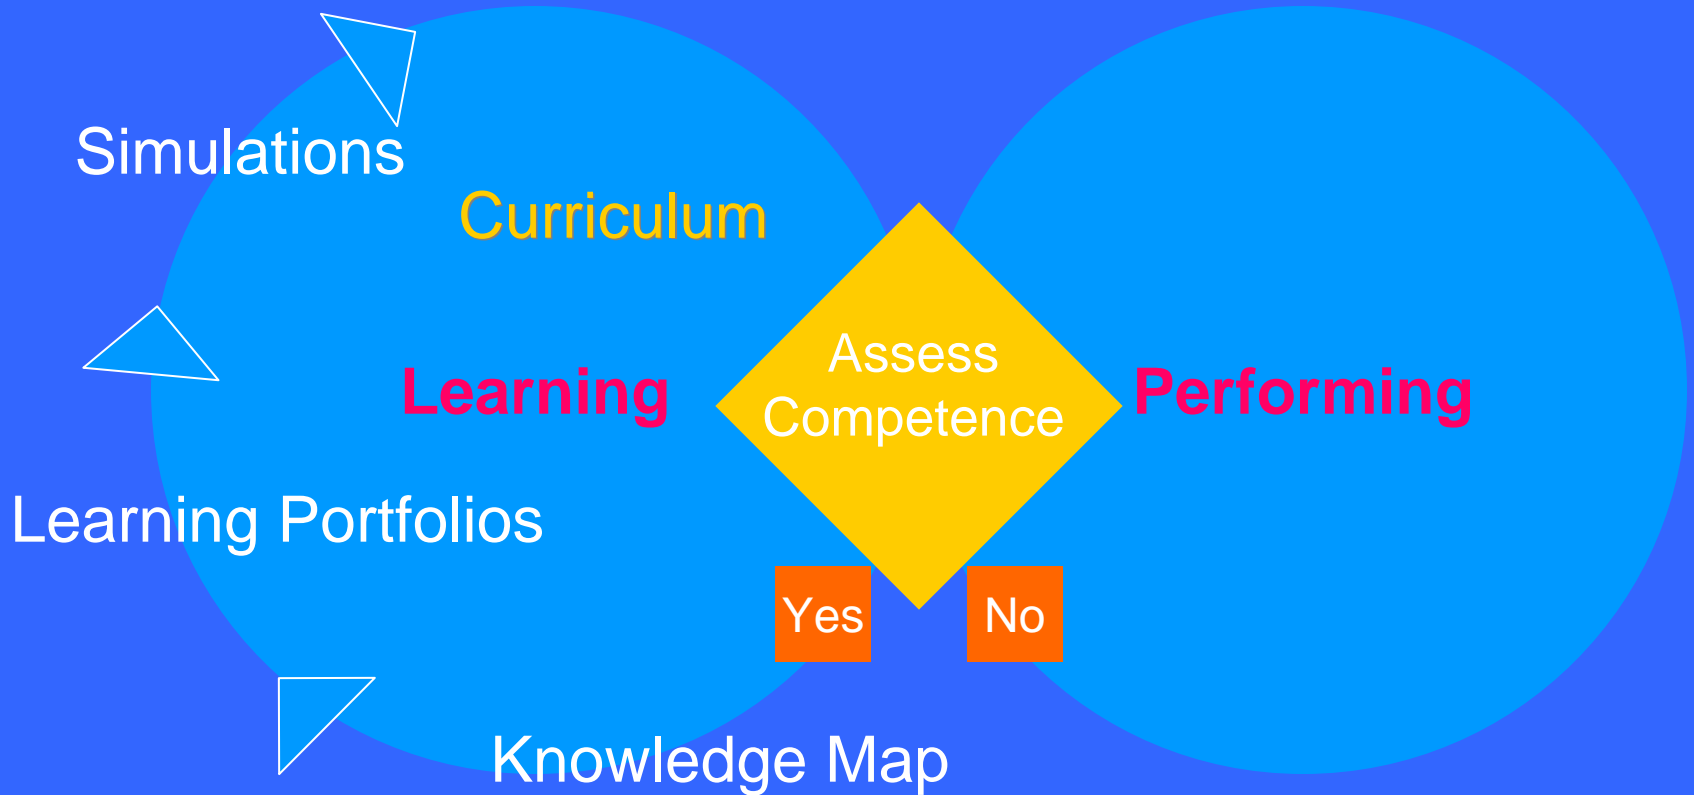 Simulations
Curriculum
Learning
Assess
Competence
Performing
Learning Portfolios
Yes
No
Knowledge Map